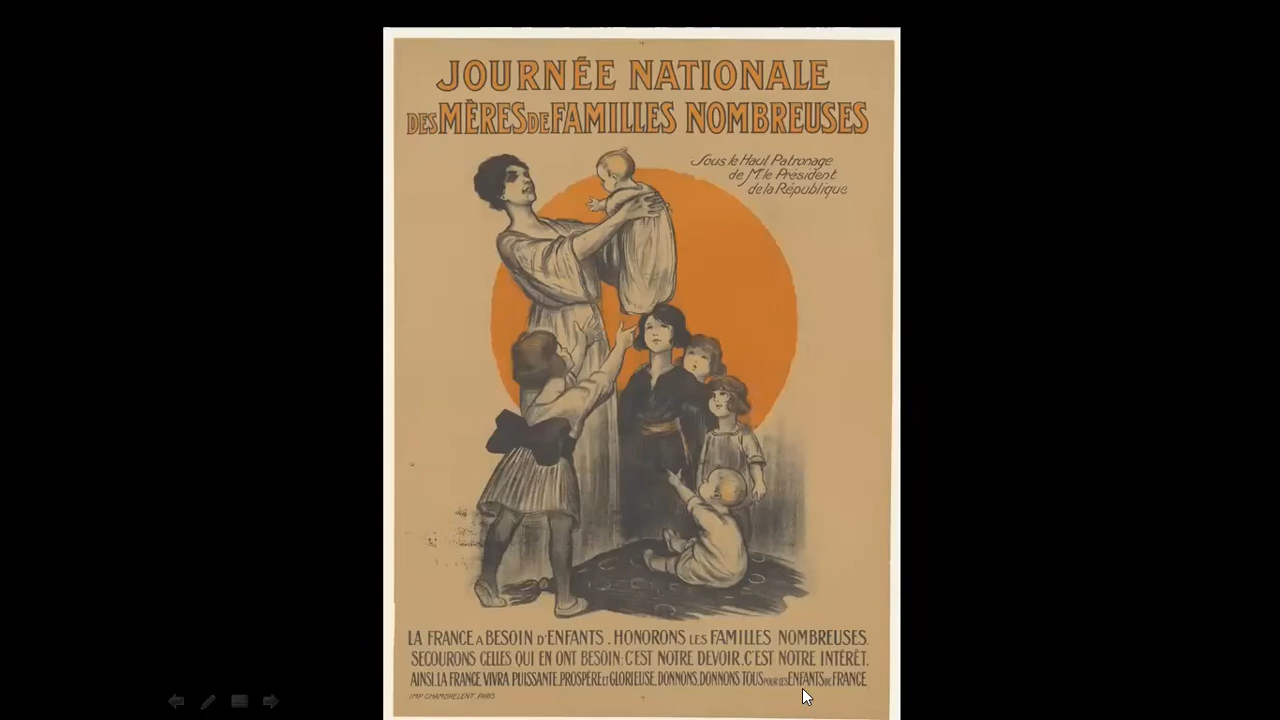 JOURNÉE NATIONALE
DES MÈRES DE FAMILLES NOMBREUSES
Sous le Haut Patronage
de Mr. le Président
de la République
LA FRANCE A BESOIN D'ENFANTS. HONORONS LES FAMILLES NOMBREUSES.
SECOURONS CELLES QUI EN ONT BESOIN: C'EST NOTRE DEVOIR. C'EST NOTRE INTÉRÊT.
AINSI, LA FRANCE VIVRA PUISSANTE, PROSPÈRE ET GLORIEUSE, DONNONS, DONNONS TOUS POUR LES ENFANTS DE FRANCE.
IMP. CHAMBRELENT. PARIS